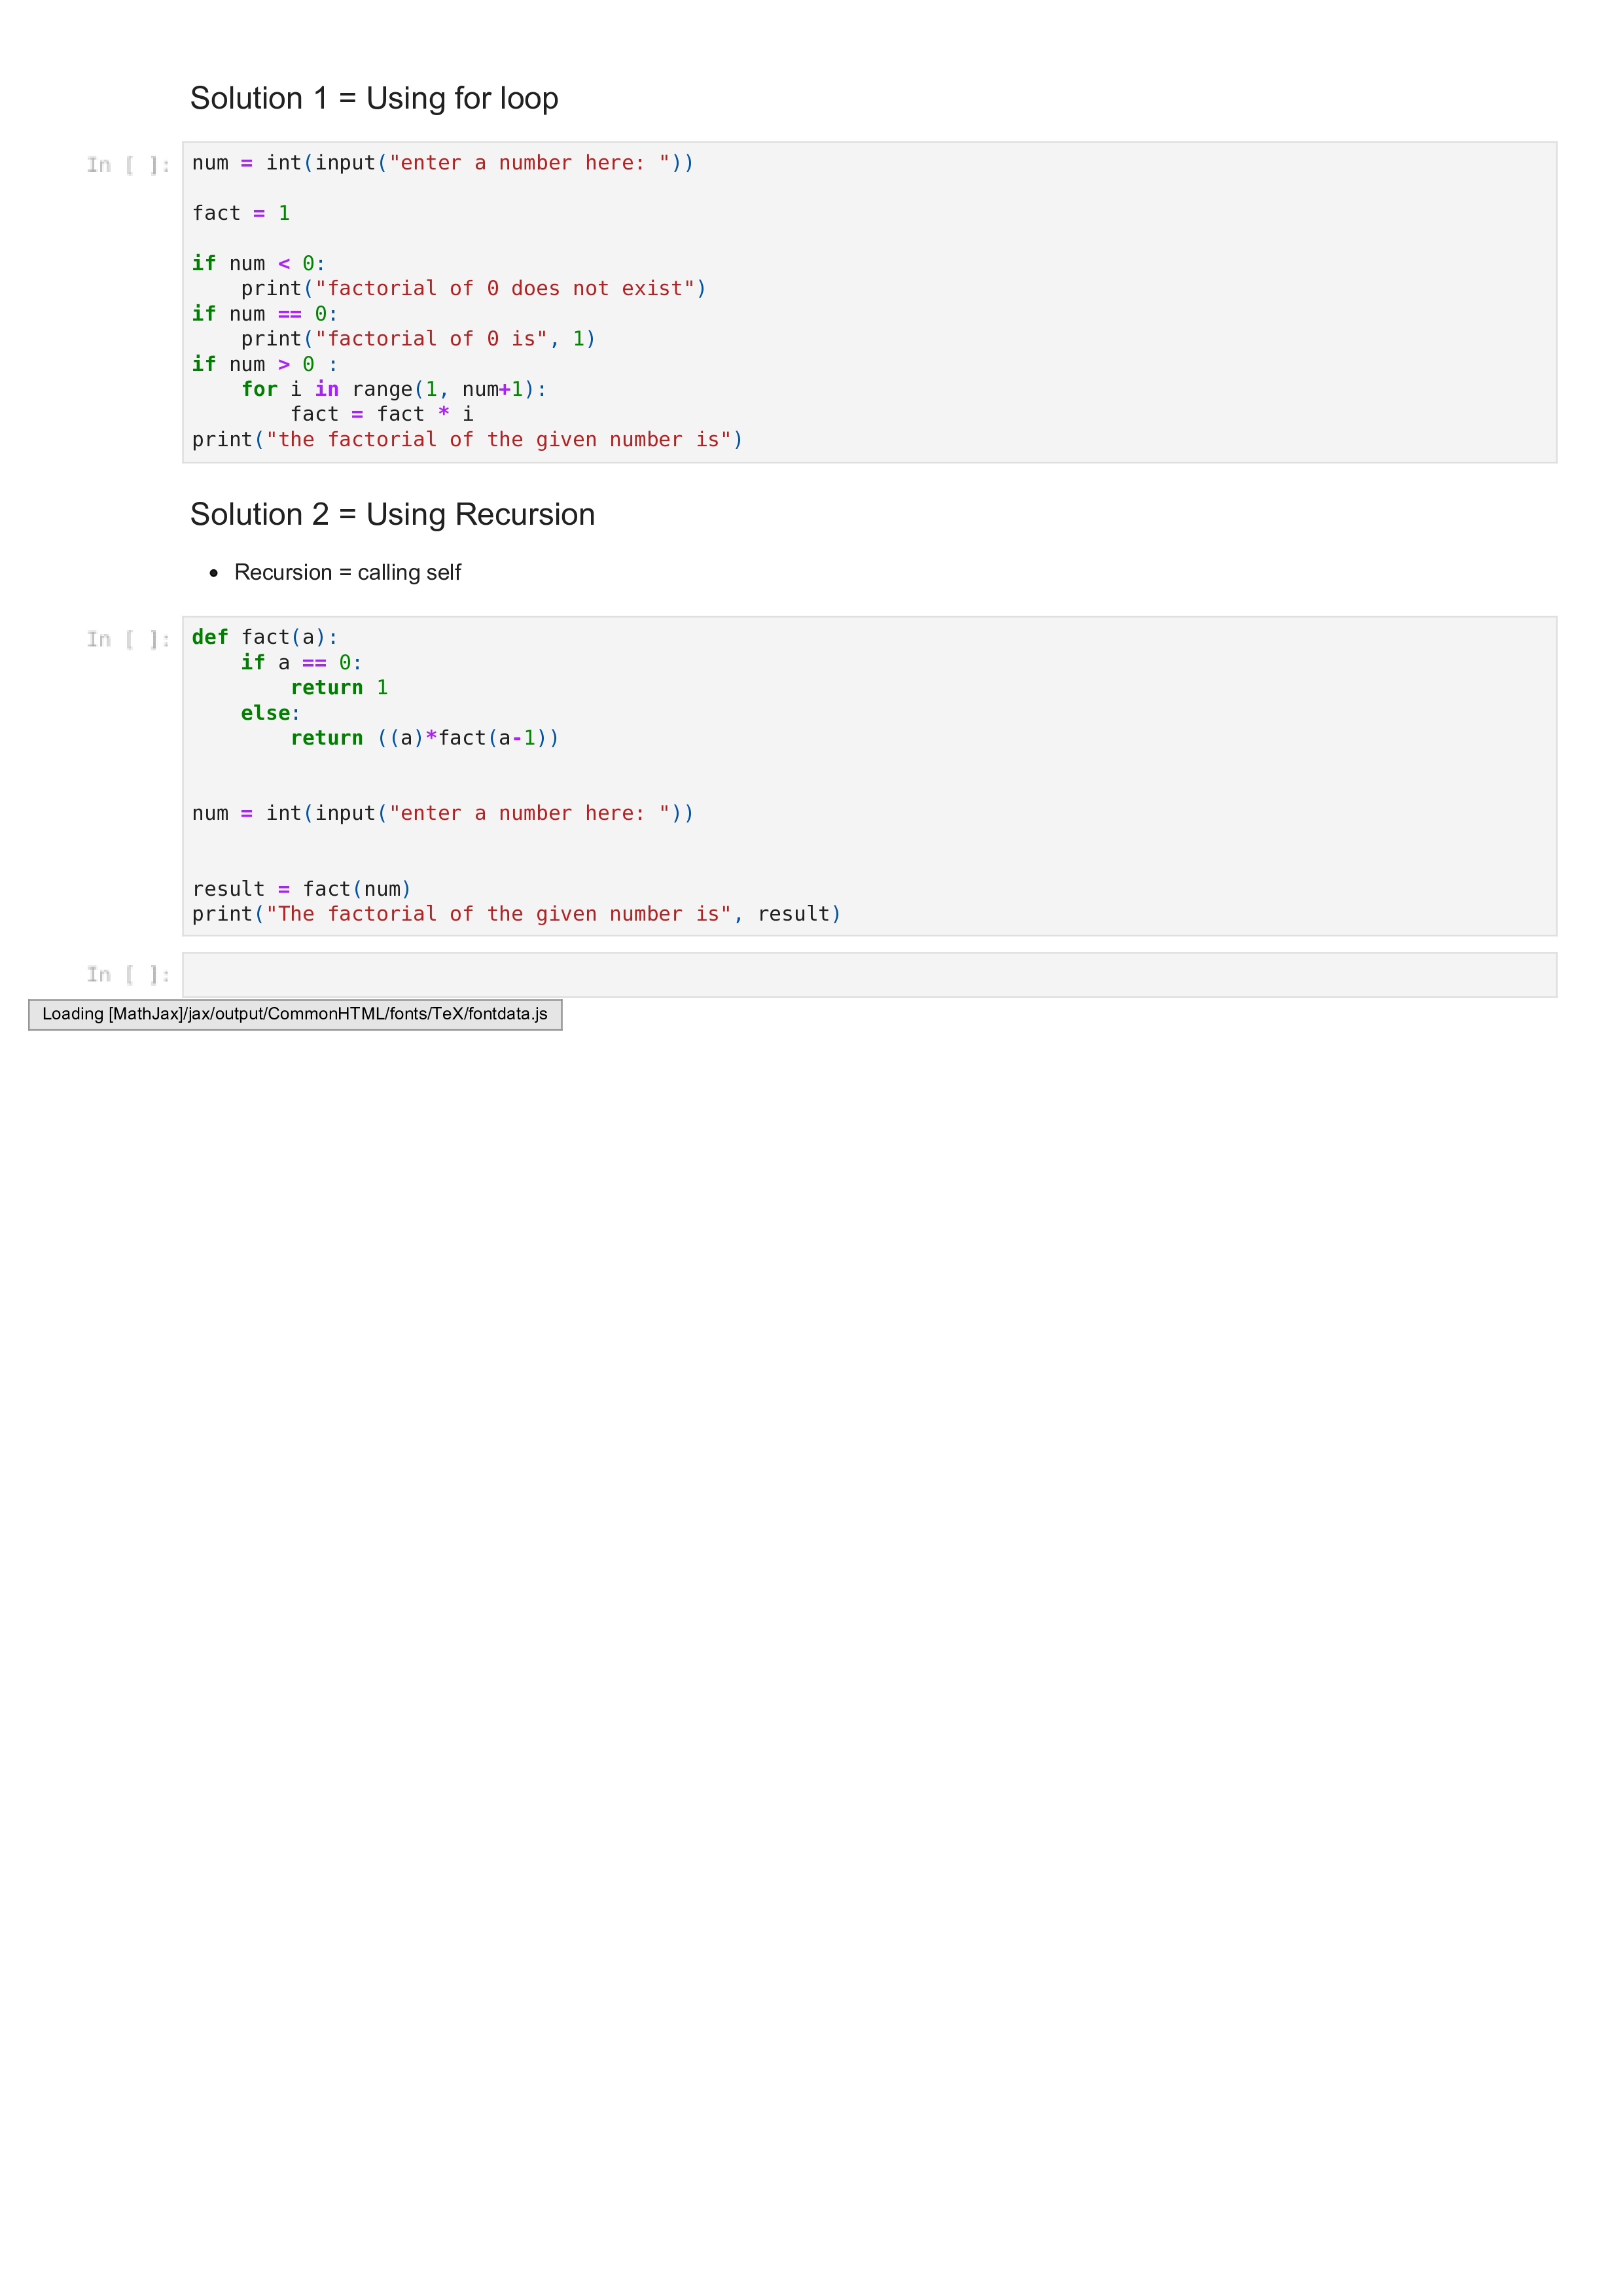 Solution 1 = Using for loop
In [ ]:
num = int(input("enter a number here: "))
fact = 1
if num < 0:
    print("factorial of 0 does not exist")
if num == 0:
    print("factorial of 0 is", 1)
if num > 0 :
    for i in range(1, num+1):
        fact = fact * i
print("the factorial of the given number is")
Solution 2 = Using Recursion
• Recursion = calling self
In [ ]:
def fact(a):
    if a == 0:
        return 1
    else:
        return ((a)*fact(a-1))
num = int(input("enter a number here: "))
result = fact(num)
print("The factorial of the given number is", result)
In [ ]:
Loading [MathJax]/jax/output/CommonHTML/fonts/TeX/fontdata.js